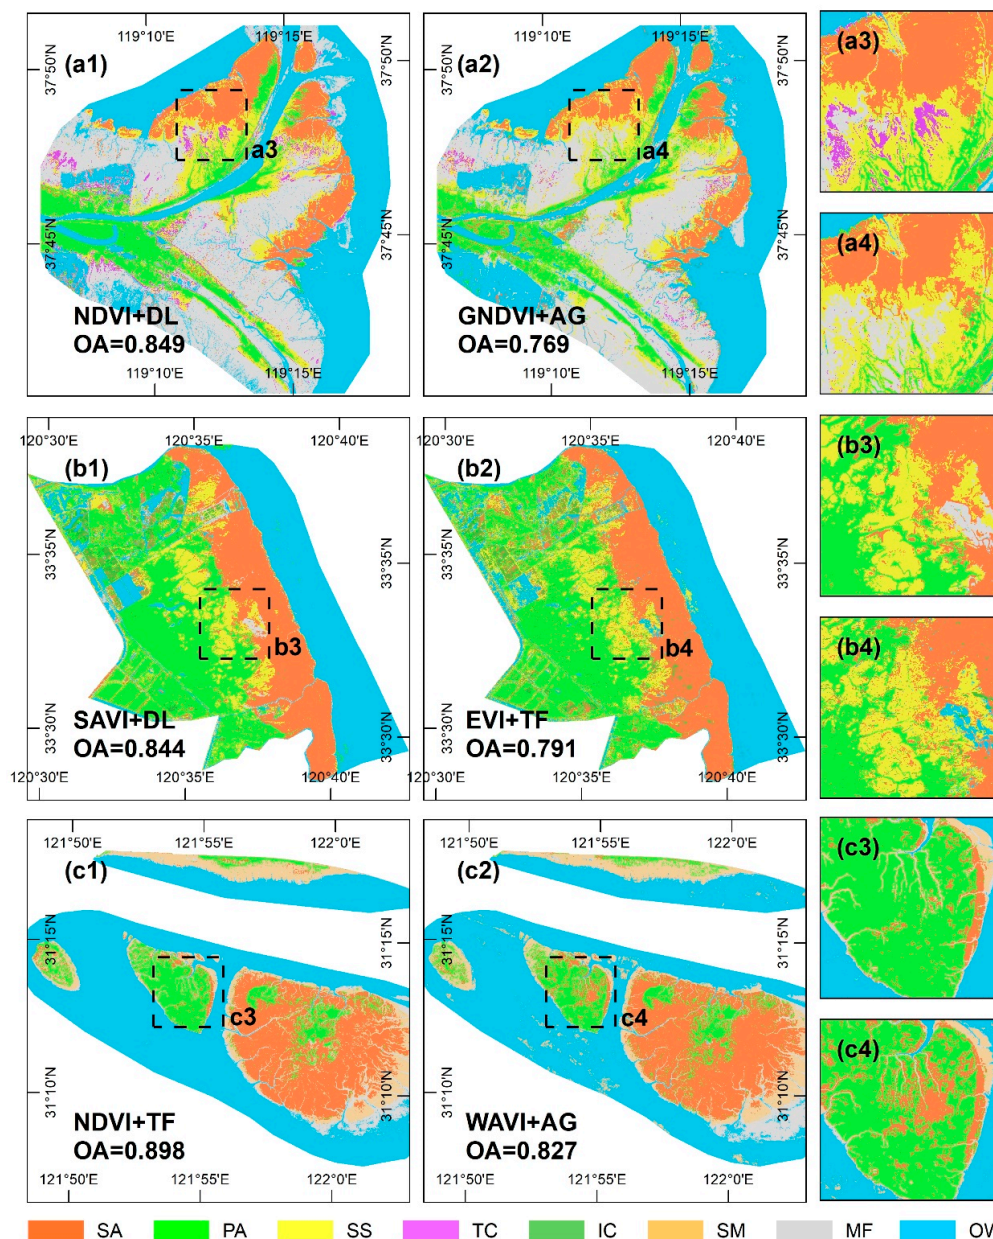 119°10'E 119°15'E 119°10'E 119°15'E
(a1) (a2) (a3)
37°50'N 37°50'N
a3 a4
(a4)
37°45'N 37°45'N 37°45'N 37°45'N
NDVI+DL GNDVI+AG
OA=0.849 OA=0.769
119°10'E 119°15'E 119°10'E 119°15'E
120°30'E 120°35'E 120°40'E 120°30'E 120°35'E 120°40'E
(b1) (b2) (b3)
33°35'N 33°35'N 33°35'N
b3 b4
(b4)
SAVI+DL EVI+TF
OA=0.844 OA=0.791
33°30'N 33°30'N 33°30'N
120°30'E 120°35'E 120°40'E 120°30'E 120°35'E 120°40'E
121°50'E 121°55'E 122°0'E 121°50'E 121°55'E 122°0'E
(c1) (c2) (c3)
31°15'N 31°15'N 31°15'N
c3 c4
(c4)
31°10'N 31°10'N 31°10'N
NDVI+TF WAVI+AG
OA=0.898 OA=0.827
121°50'E 121°55'E 122°0'E 121°50'E 121°55'E 122°0'E
SA PA SS TC IC SM MF